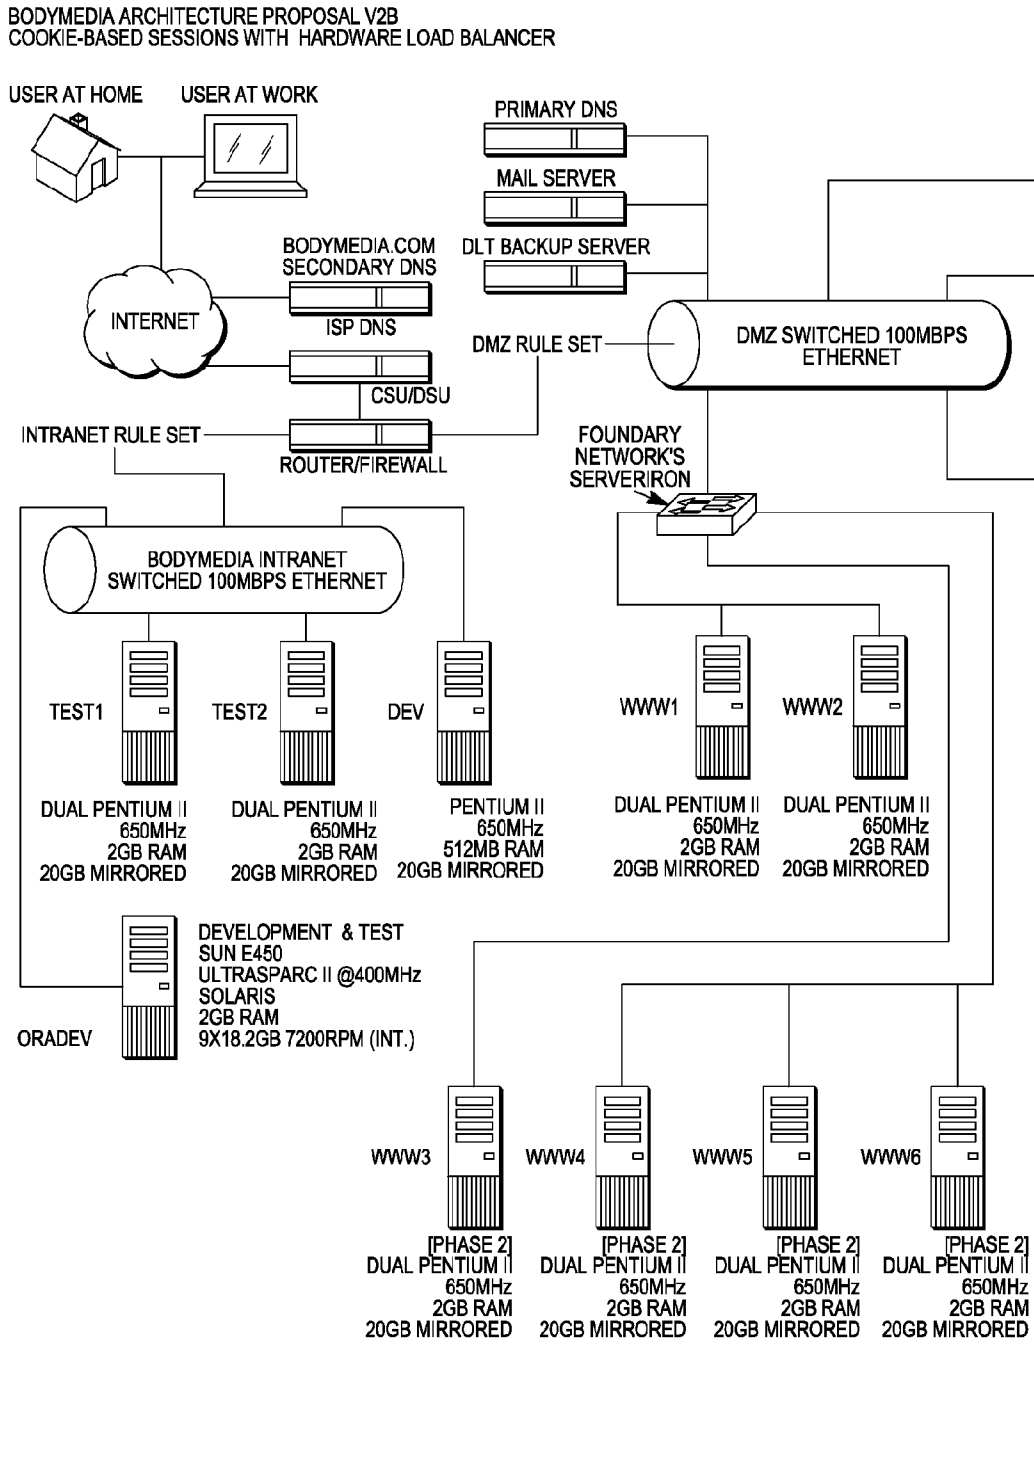 BODYMEDIA ARCHITECTURE PROPOSAL V2B
COOKIE-BASED SESSIONS WITH HARDWARE LOAD BALANCER
USER AT HOME
USER AT WORK
PRIMARY DNS
MAIL SERVER
DLT BACKUP SERVER
BODYMEDIA.COM
SECONDARY DNS
ISP DNS
INTERNET
CSU/DSU
DMZ RULE SET
DMZ SWITCHED 100MBPS
ETHERNET
INTRANET RULE SET
ROUTER/FIREWALL
FOUNDARY
NETWORK'S
SERVERIRON
BODYMEDIA INTRANET
SWITCHED 100MBPS ETHERNET
TEST1
TEST2
DEV
WWW1
WWW2
DUAL PENTIUM II
650MHz
2GB RAM
20GB MIRRORED
DUAL PENTIUM II
650MHz
2GB RAM
20GB MIRRORED
PENTIUM II
650MHz
512MB RAM
20GB MIRRORED
DUAL PENTIUM II
650MHz
2GB RAM
20GB MIRRORED
DUAL PENTIUM II
650MHz
2GB RAM
20GB MIRRORED
ORADEV
DEVELOPMENT & TEST
SUN E450
ULTRASPARC II @400MHz
SOLARIS
2GB RAM
9X18.2GB 7200RPM (INT.)
WWW3
WWW4
WWW5
WWW6
[PHASE 2]
DUAL PENTIUM II
650MHz
2GB RAM
20GB MIRRORED
[PHASE 2]
DUAL PENTIUM II
650MHz
2GB RAM
20GB MIRRORED
[PHASE 2]
DUAL PENTIUM II
650MHz
2GB RAM
20GB MIRRORED
[PHASE 2]
DUAL PENTIUM II
650MHz
2GB RAM
20GB MIRRORED